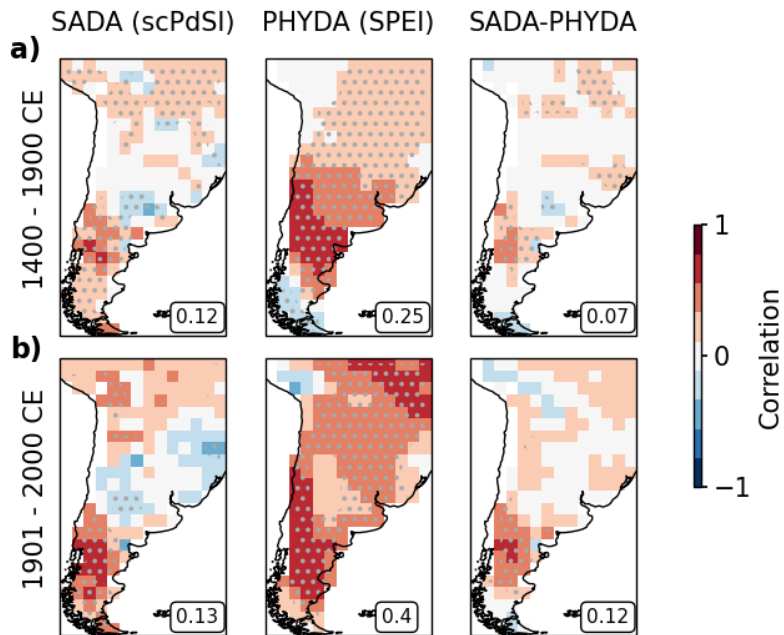 SADA (scPdSI) PHYDA (SPEI) SADA-PHYDA
a)
1400 - 1900 CE
0.12 0.25 0.07
b)
1901 - 2000 CE
0.13 0.4 0.12
1
0
−1
Correlation